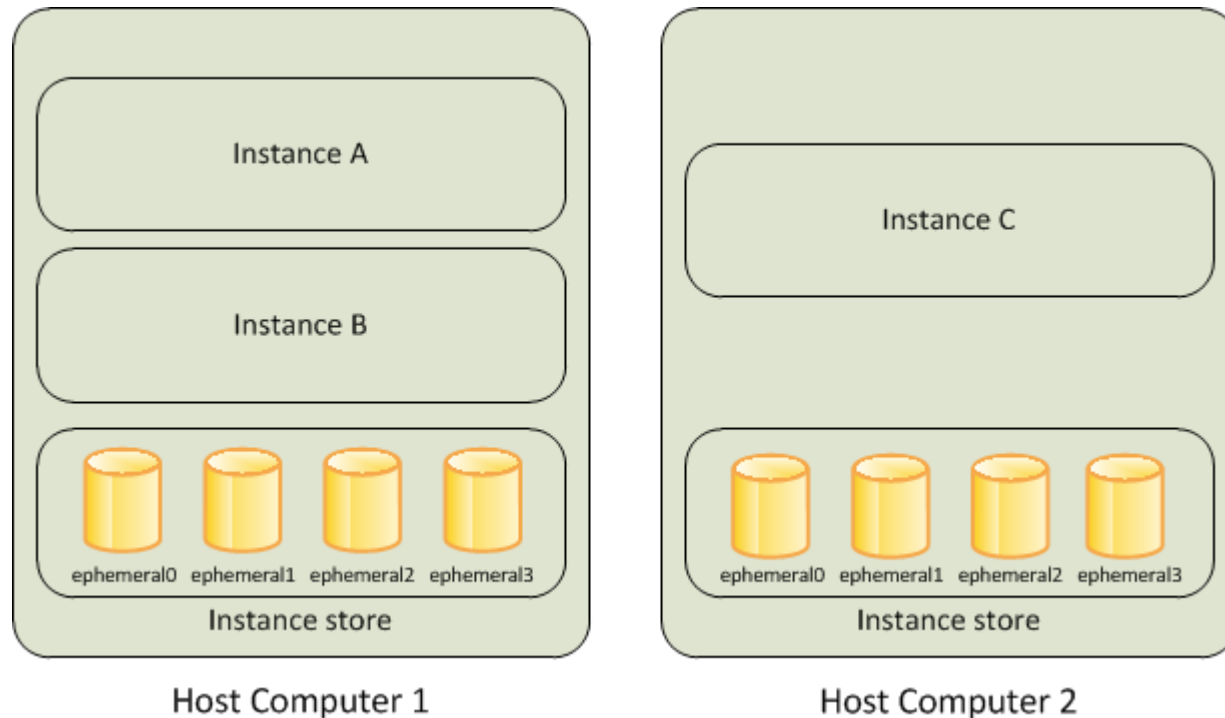 Instance A
Instance B
ephemeral0 ephemeral1 ephemeral2 ephemeral3
Instance store
Host Computer 1
Instance C
ephemeral0 ephemeral1 ephemeral2 ephemeral3
Instance store
Host Computer 2